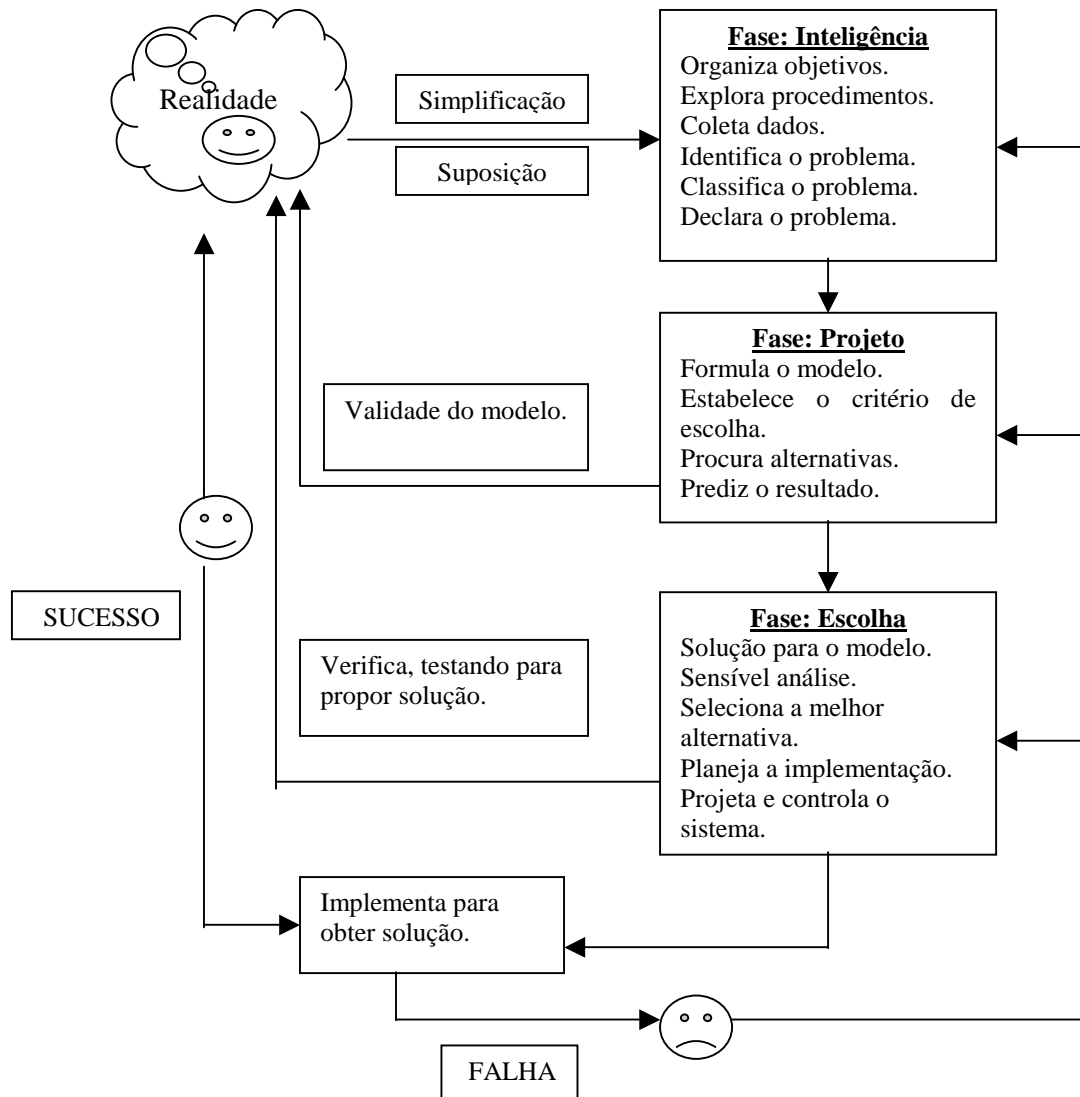 Realidade
Simplificação
Suposição
Fase: Inteligência
Organiza objetivos.
Explora procedimentos.
Coleta dados.
Identifica o problema.
Classifica o problema.
Declara o problema.
Fase: Projeto
Formula o modelo.
Estabelece o critério de
escolha.
Procura alternativas.
Prediz o resultado.
Validade do modelo.
SUCESSO
Fase: Escolha
Solução para o modelo.
Sensível análise.
Seleciona a melhor
alternativa.
Planeja a implementação.
Projeta e controla o
sistema.
Verifica, testando para
propor solução.
Implementa para
obter solução.
FALHA